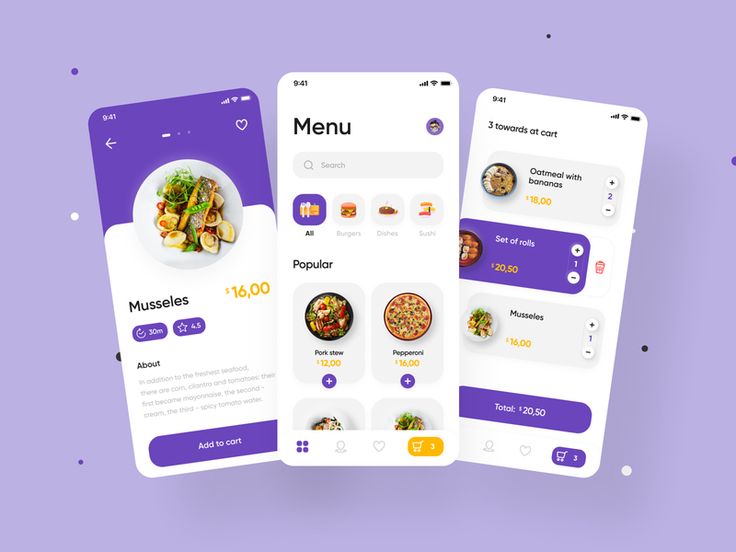 9:41
Musseles
$16,00
30m
4.5
About
In addition to the freshest seafood,
there are corn, cilantro and tomatoes; their
first became mayonnaise, the second -
cream, the third - spicy tomato water.
Add to cart
9:41
Menu
Search
All
Burgers
Dishes
Sushi
Popular
Pork stew
$12,00
+
Pepperoni
$16,00
+
3
9:41
3 towards at cart
Oatmeal with
bananas
$18,00
+
2
−
Set of rolls
$20,50
+
1
−
Musseles
$16,00
+
1
−
Total: $20,50
3